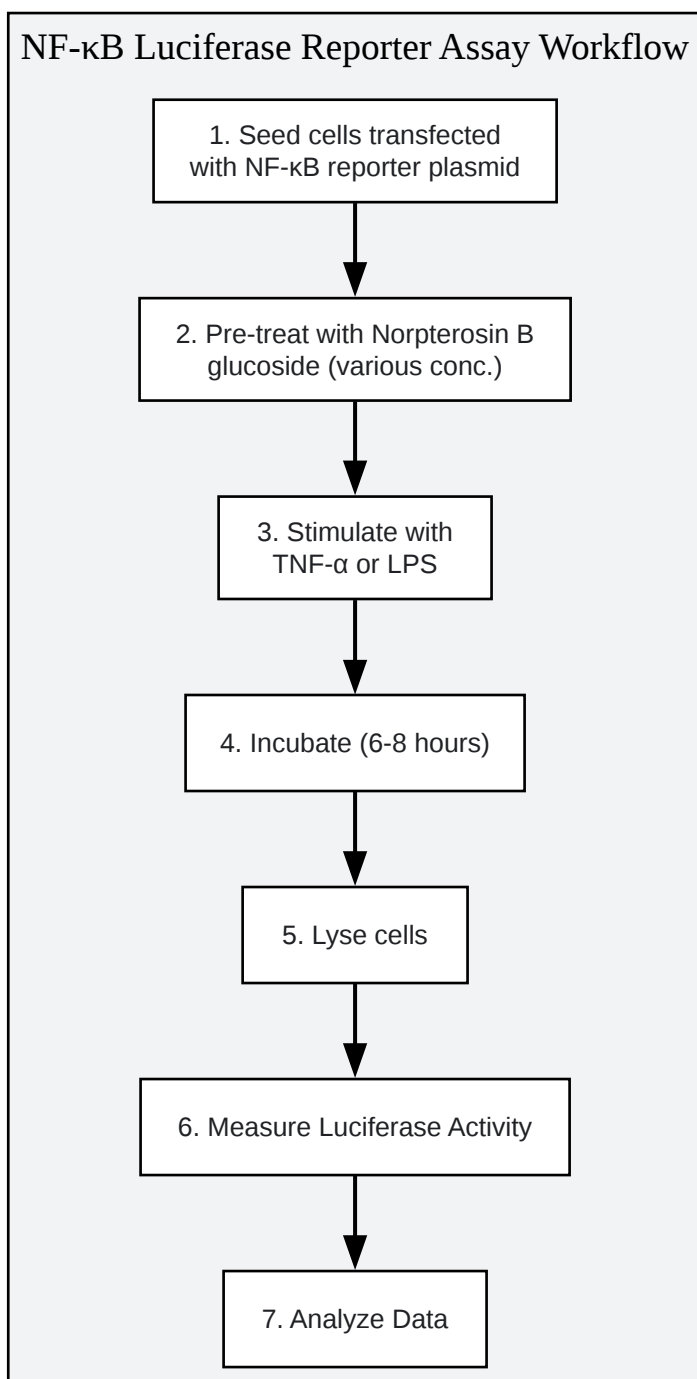 NF-κB Luciferase Reporter Assay Workflow
1. Seed cells transfected
with NF-κB reporter plasmid
2. Pre-treat with Norpterosin B
glucoside (various conc.)
3. Stimulate with
TNF-α or LPS
4. Incubate (6-8 hours)
5. Lyse cells
6. Measure Luciferase Activity
7. Analyze Data